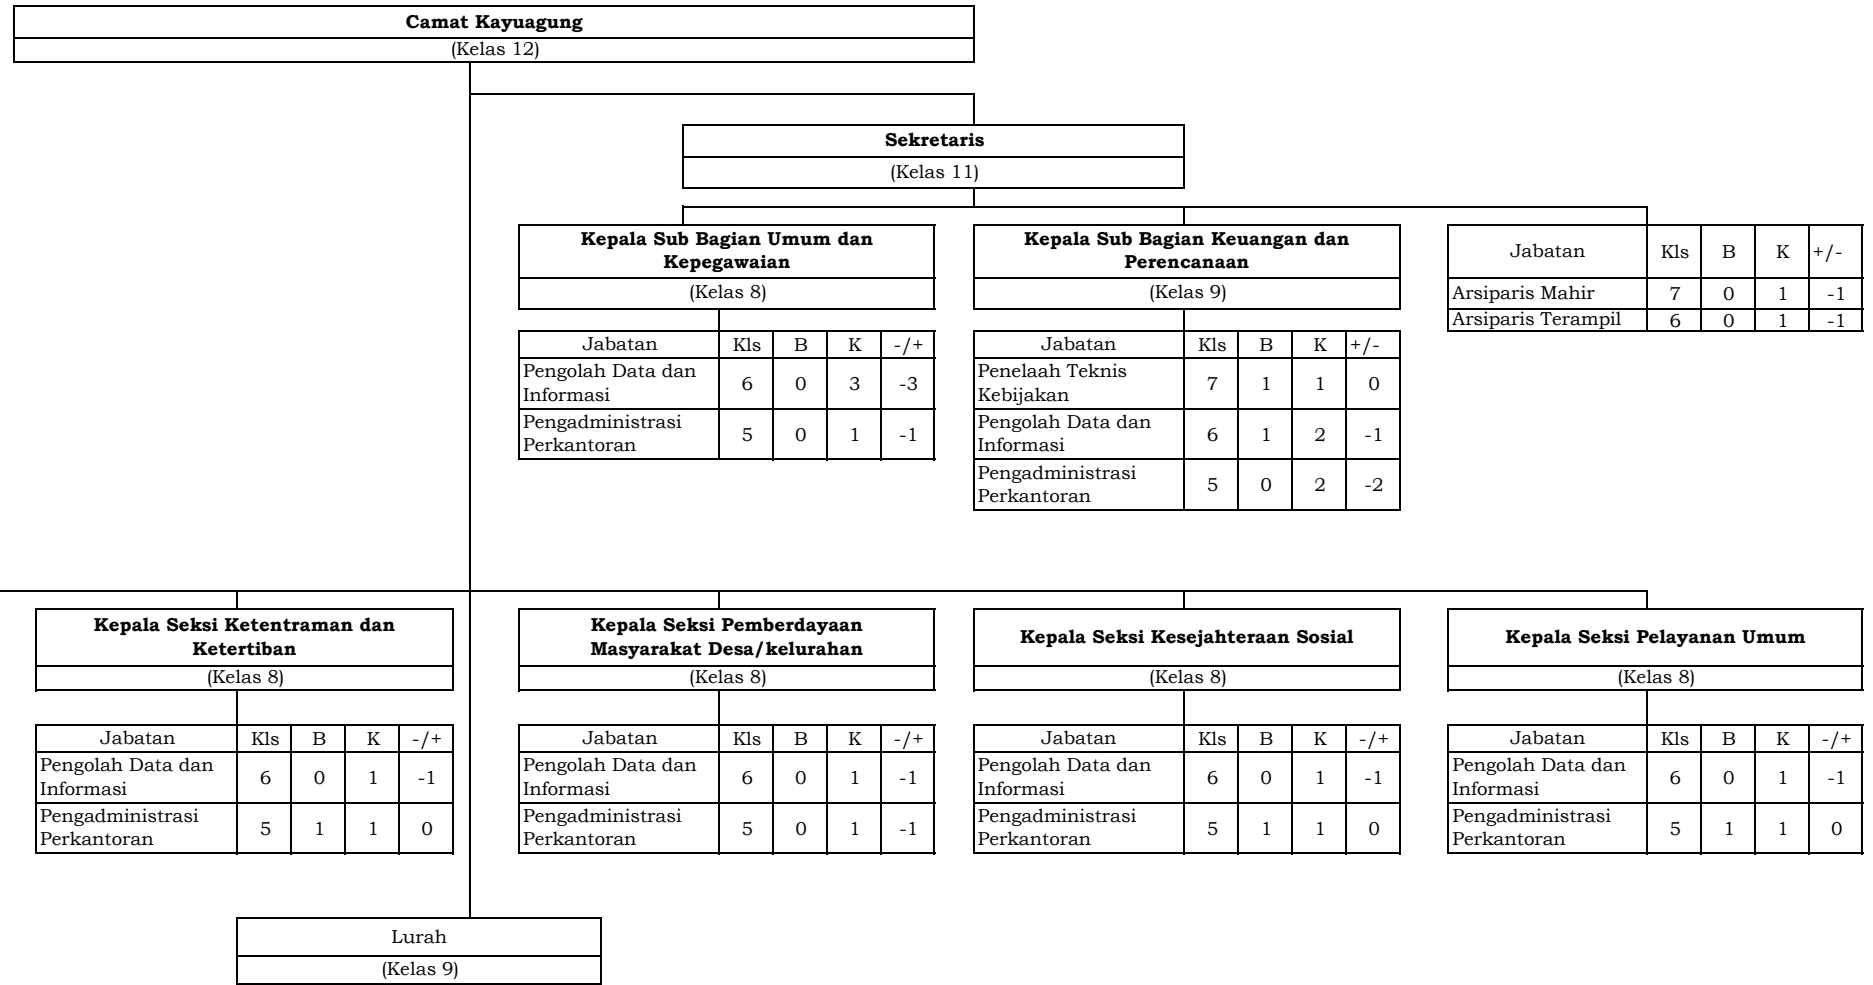 Camat Kayuagung
(Kelas 12)
Sekretaris
(Kelas 11)
Kepala Sub Bagian Umum dan
Kepegawaian
(Kelas 8)
Jabatan Kls B K -/+
Pengolah Data dan
Informasi
6 0 3 -3
Pengadministrasi
Perkantoran
5 0 1 -1
Kepala Sub Bagian Keuangan dan
Perencanaan
(Kelas 9)
Jabatan Kls B K +/-
Penelaah Teknis
Kebijakan
7 1 1 0
Pengolah Data dan
Informasi
6 1 2 -1
Pengadministrasi
Perkantoran
5 0 2 -2
Jabatan Kls B K +/-
Arsiparis Mahir 7 0 1 -1
Arsiparis Terampil 6 0 1 -1
Kepala Seksi Ketentraman dan
Ketertiban
(Kelas 8)
Jabatan Kls B K -/+
Pengolah Data dan
Informasi
6 0 1 -1
Pengadministrasi
Perkantoran
5 1 1 0
Kepala Seksi Pemberdayaan
Masyarakat Desa/kelurahan
(Kelas 8)
Jabatan Kls B K -/+
Pengolah Data dan
Informasi
6 0 1 -1
Pengadministrasi
Perkantoran
5 0 1 -1
Kepala Seksi Kesejahteraan Sosial
(Kelas 8)
Jabatan Kls B K -/+
Pengolah Data dan
Informasi
6 0 1 -1
Pengadministrasi
Perkantoran
5 1 1 0
Kepala Seksi Pelayanan Umum
(Kelas 8)
Jabatan Kls B K -/+
Pengolah Data dan
Informasi
6 0 1 -1
Pengadministrasi
Perkantoran
5 1 1 0
Lurah
(Kelas 9)